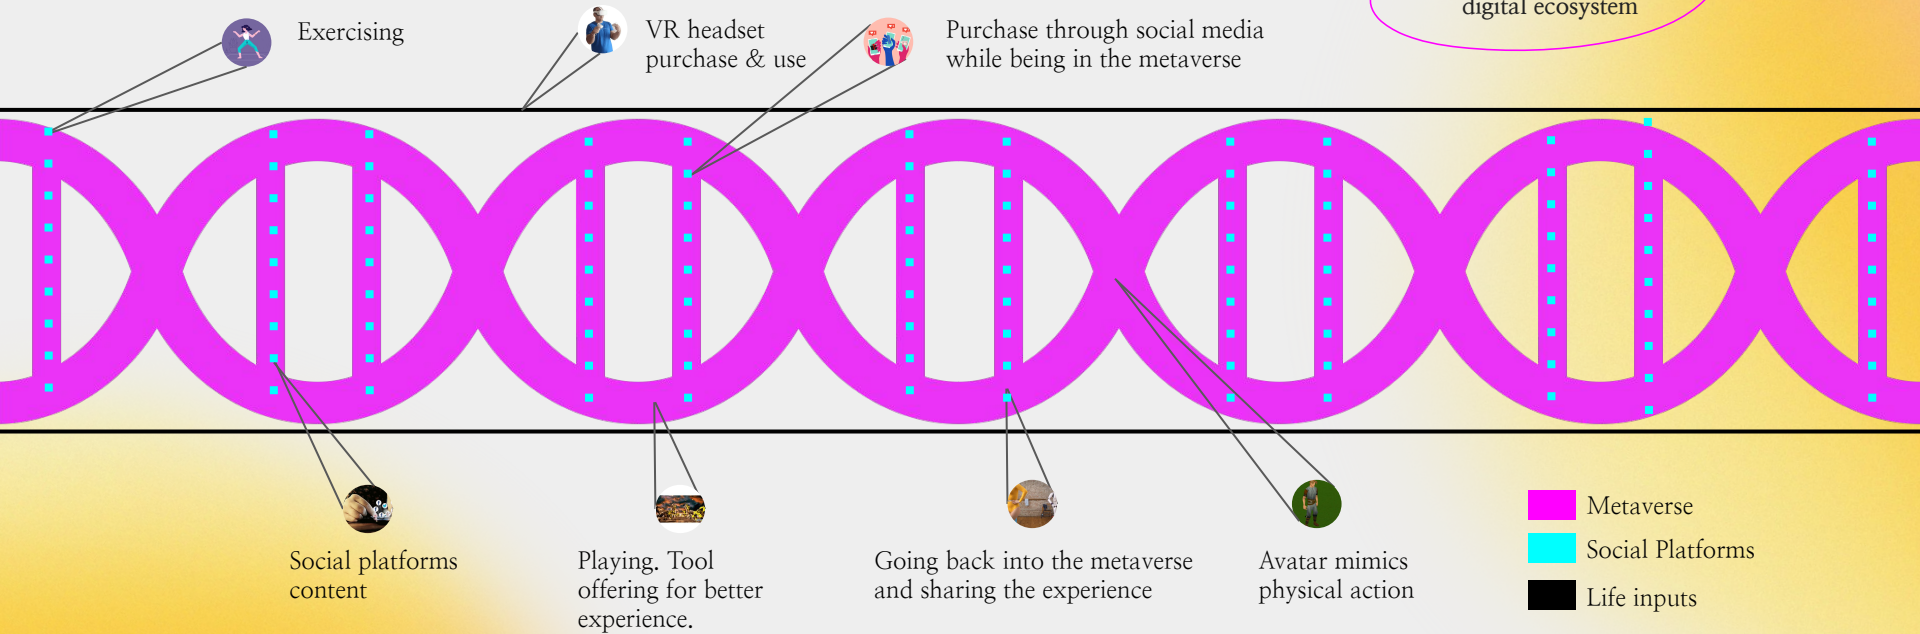 digital ecosystem
Exercising
VR headset
purchase & use
Purchase through social media
while being in the metaverse
Social platforms
content
Playing. Tool
offering for better
experience.
Going back into the metaverse
and sharing the experience
Avatar mimics
physical action
Metaverse
Social Platforms
Life inputs